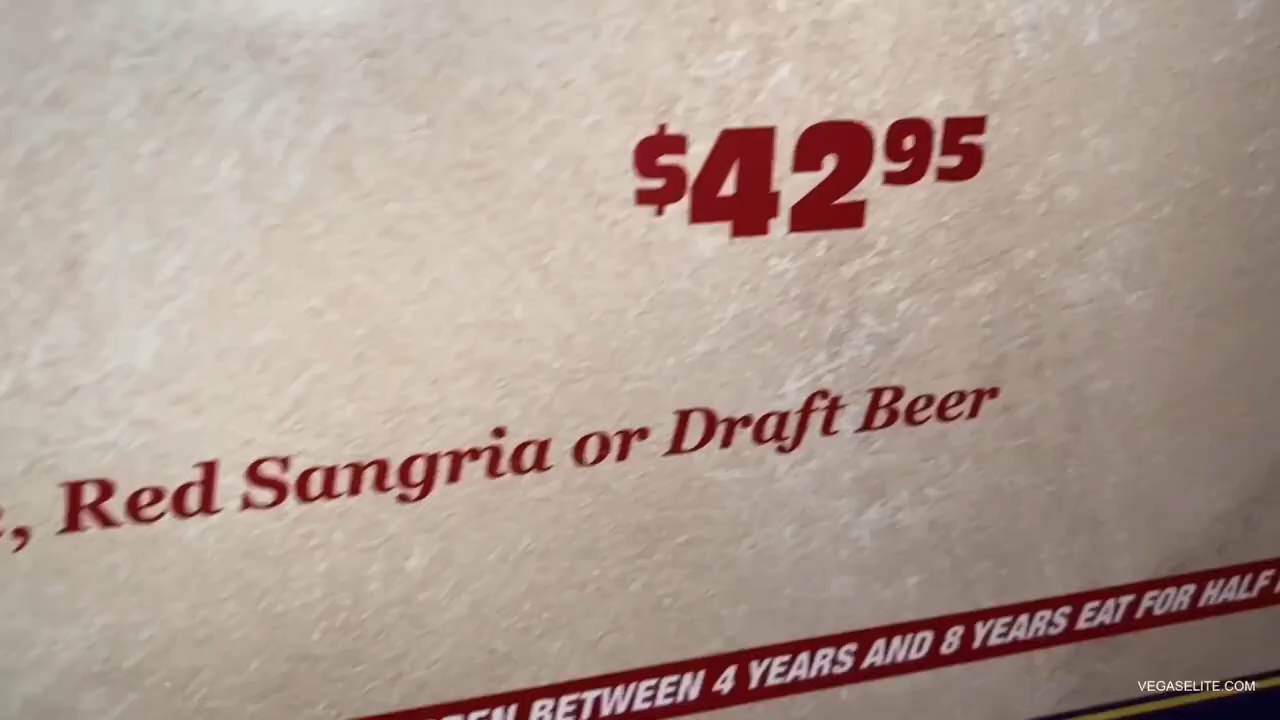 $42.95
, Red Sangria or Draft Beer
BETWEEN 4 YEARS AND 8 YEARS EAT FOR HALF
VEGASELITE.COM